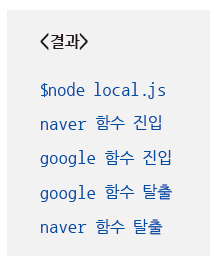 <결과>
$node local.js
naver 함수 진입
google 함수 진입
google 함수 탈출
naver 함수 탈출